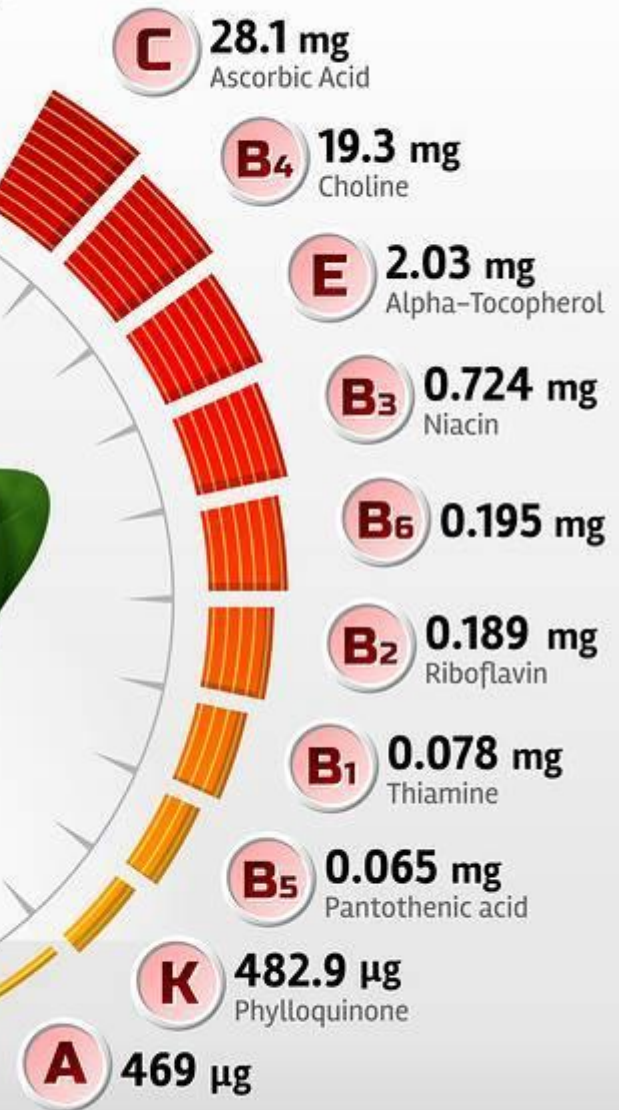 C 28.1 mg
Ascorbic Acid
B4 19.3 mg
Choline
E 2.03 mg
Alpha-Tocopherol
B3 0.724 mg
Niacin
B6 0.195 mg
B2 0.189 mg
Riboflavin
B1 0.078 mg
Thiamine
B5 0.065 mg
Pantothenic acid
K 482.9 µg
Phylloquinone
A 469 µg